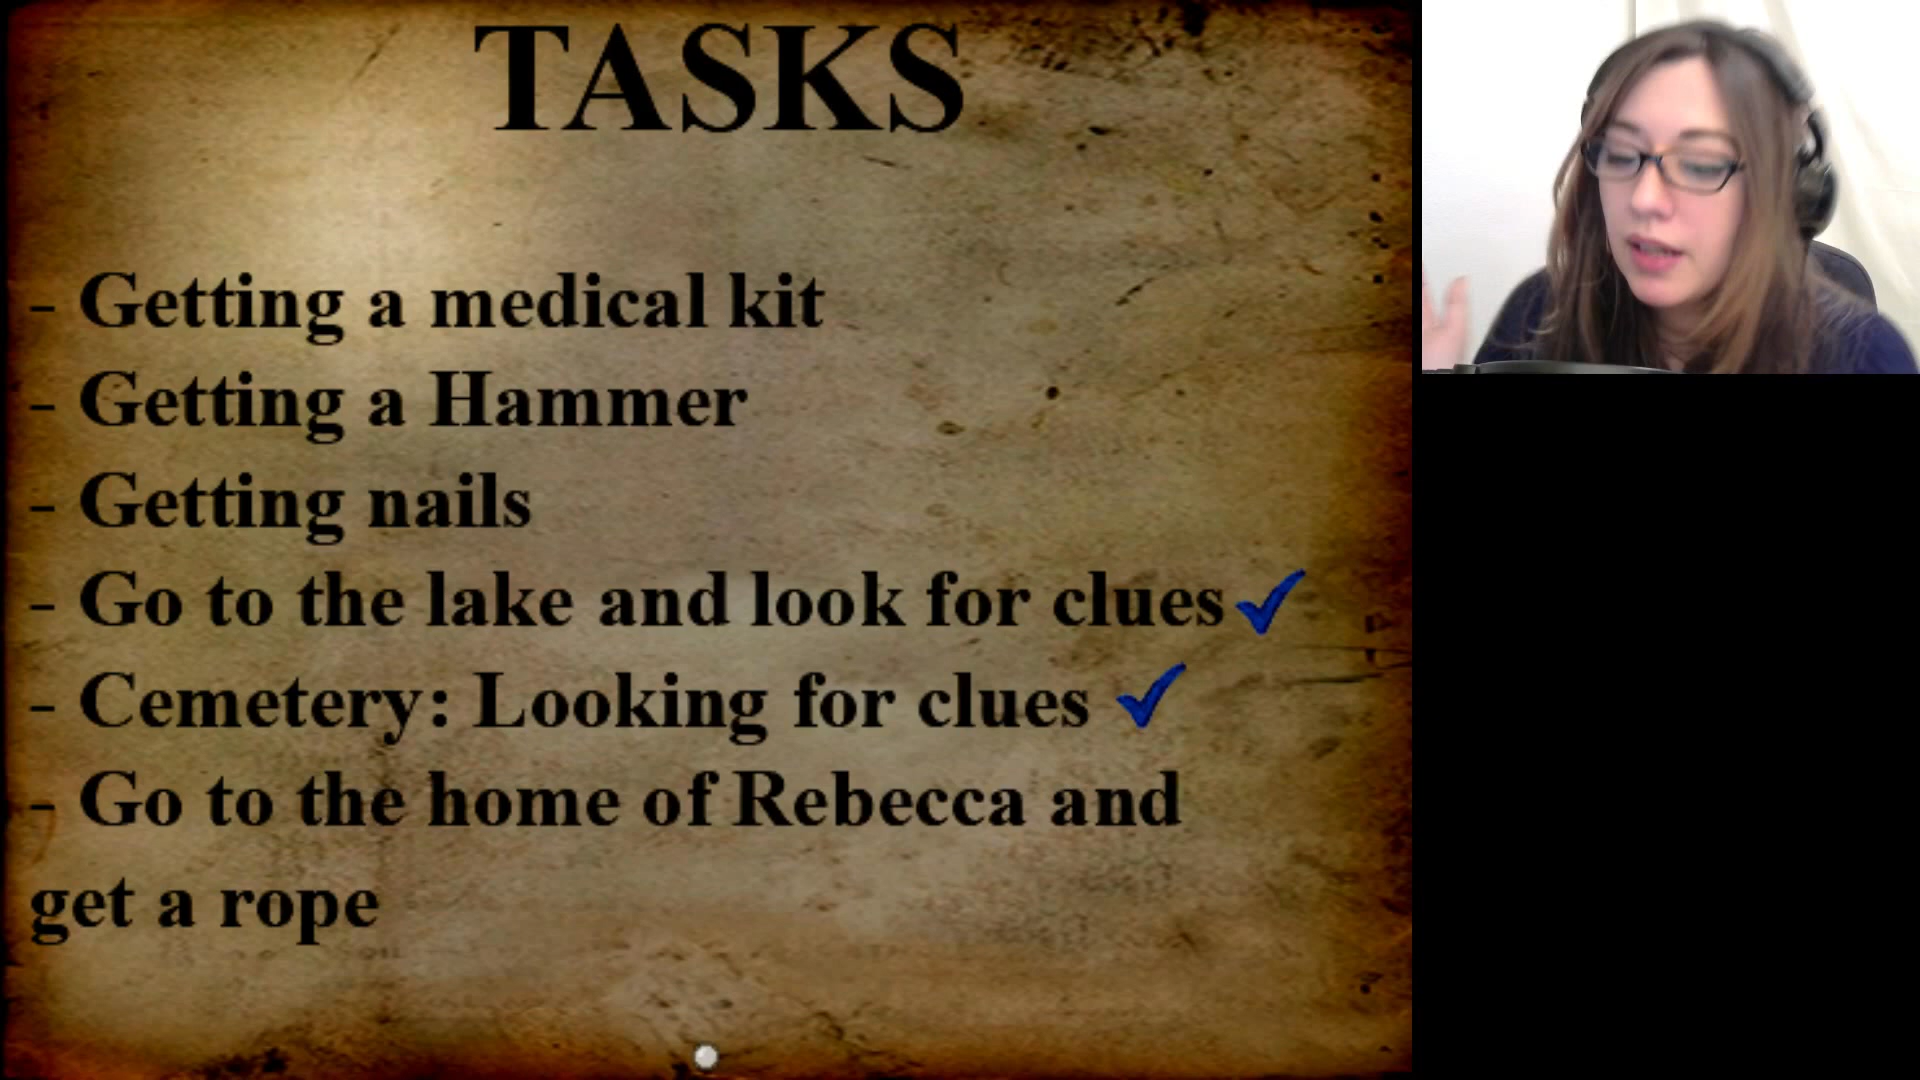 TASKS
- Getting a medical kit
- Getting a Hammer
- Getting nails
- Go to the lake and look for clues
- Cemetery: Looking for clues
- Go to the home of Rebecca and
get a rope